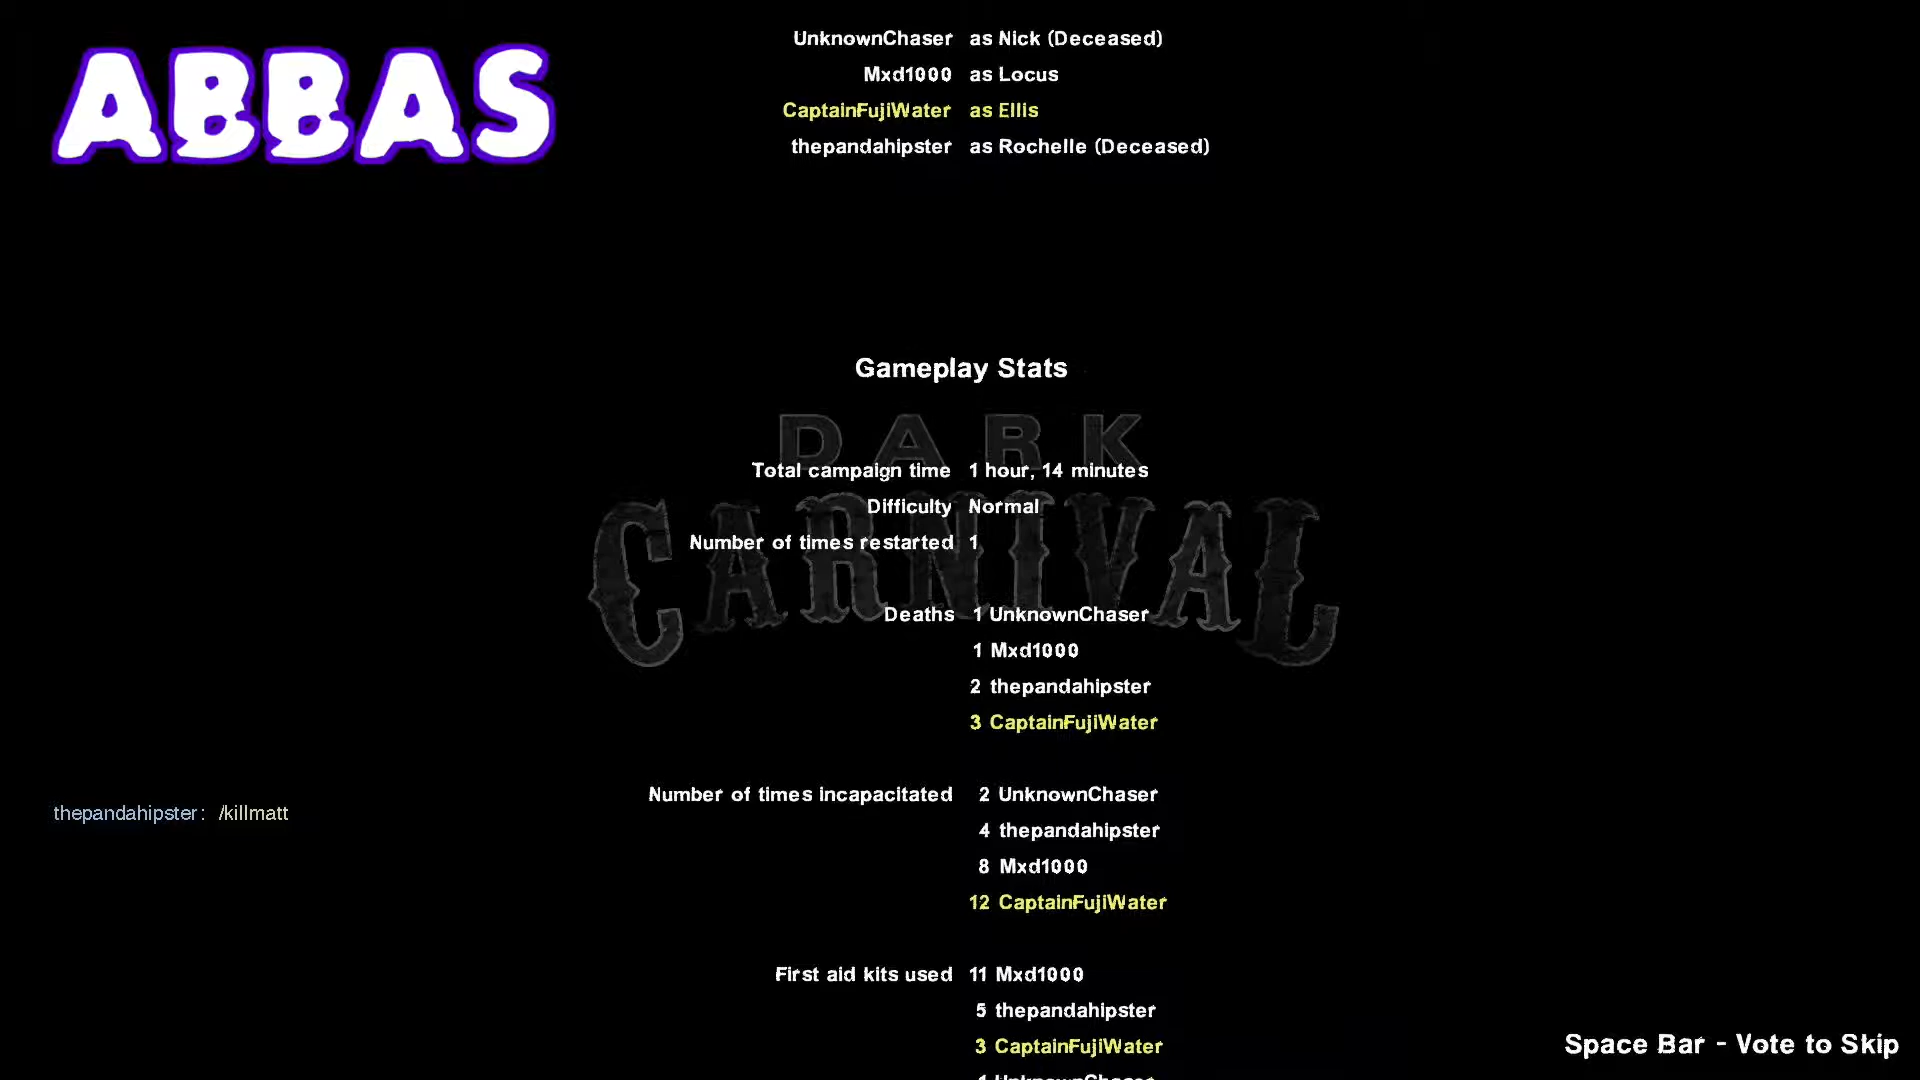 ABBAS
UnknownChaser as Nick (Deceased)
Mxd1000 as Locus
CaptainFujiWater as Ellis
thepandahipster as Rochelle (Deceased)
Gameplay Stats
DARK
CARNIVAL
Total campaign time 1 hour, 14 minutes
Difficulty Normal
Number of times restarted 1
Deaths 1 UnknownChaser
1 Mxd1000
2 thepandahipster
3 CaptainFujiWater
Number of times incapacitated 2 UnknownChaser
4 thepandahipster
thepandahipster: /killmatt
8 Mxd1000
12 CaptainFujiWater
First aid kits used 11 Mxd1000
5 thepandahipster
3 CaptainFujiWater
Space Bar - Vote to Skip
UnknownChaser